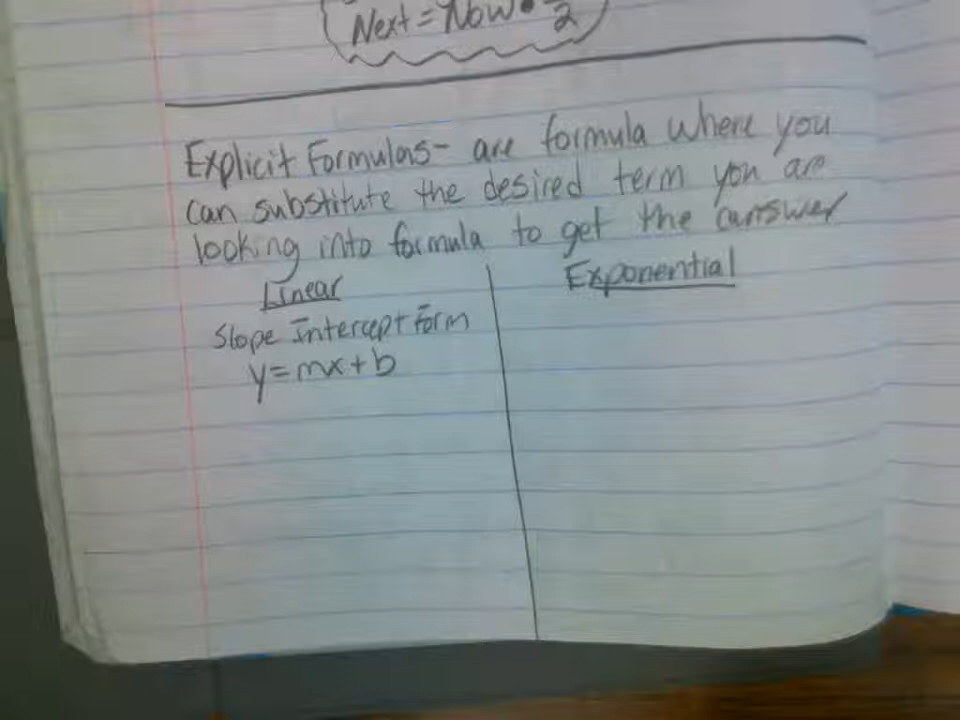 Next = Now • 1/2
Explicit Formulas - are formula where you
can substitute the desired term you are
looking into formula to get the answer
Linear
Slope Intercept Form
y = mx + b
Exponential